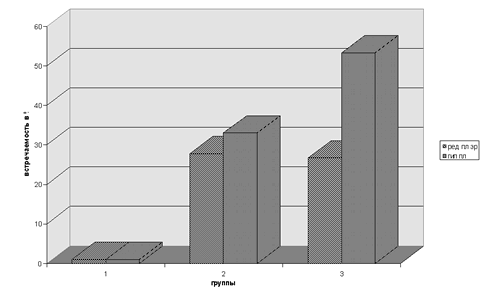 60
50
40
30
20
10
0
встречаемость в
1 2 3
группы
ред пл эр
гип пл